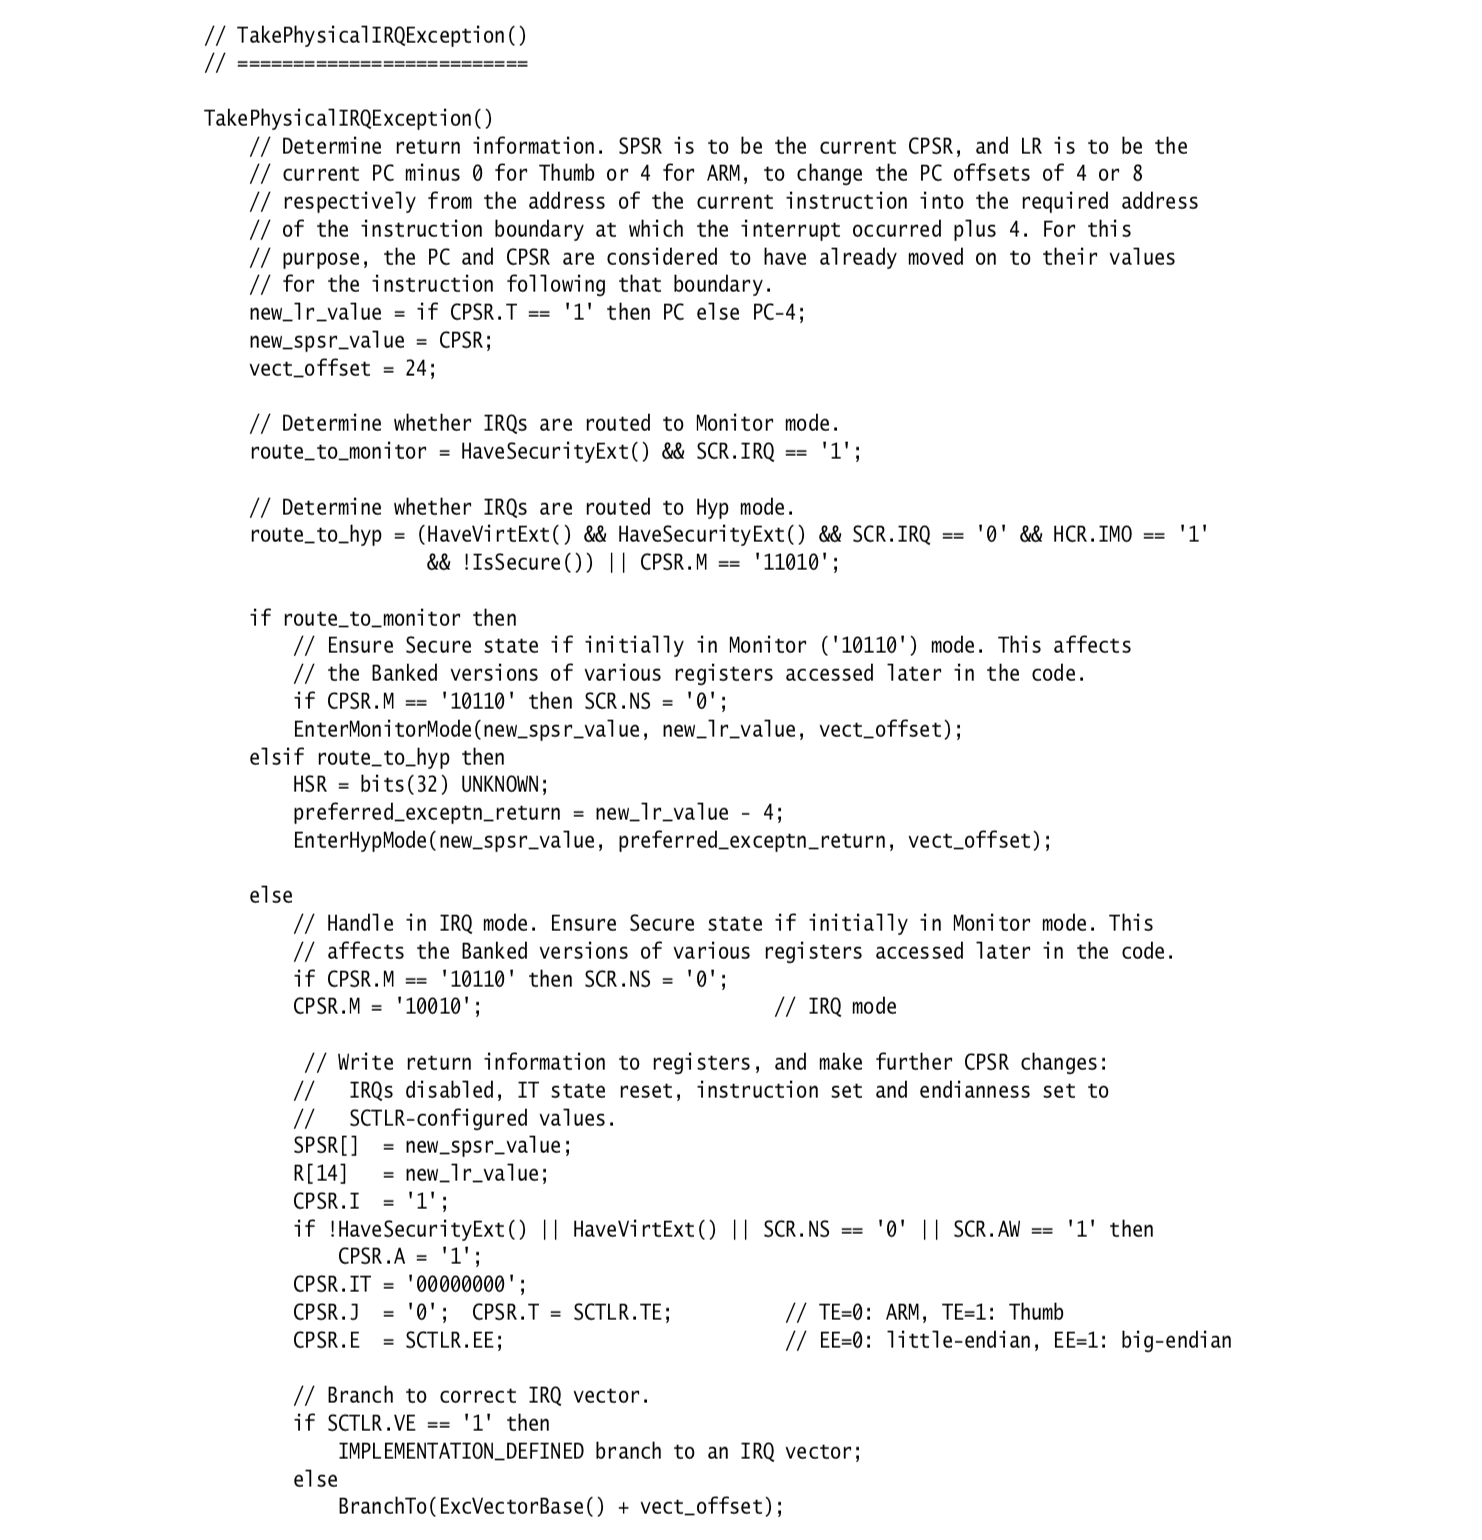 // TakePhysicalIRQException()
// ==========================
TakePhysicalIRQException()
// Determine return information. SPSR is to be the current CPSR, and LR is to be the
// current PC minus 0 for Thumb or 4 for ARM, to change the PC offsets of 4 or 8
// respectively from the address of the current instruction into the required address
// of the instruction boundary at which the interrupt occurred plus 4. For this
// purpose, the PC and CPSR are considered to have already moved on to their values
// for the instruction following that boundary.
new_lr_value = if CPSR.T == '1' then PC else PC-4;
new_spsr_value = CPSR;
vect_offset = 24;
// Determine whether IRQs are routed to Monitor mode.
route_to_monitor = HaveSecurityExt() && SCR.IRQ == '1';
// Determine whether IRQs are routed to Hyp mode.
route_to_hyp = (HaveVirtExt() && HaveSecurityExt() && SCR.IRQ == '0' && HCR.IMO == '1'
&& !IsSecure()) || CPSR.M == '11010';
if route_to_monitor then
// Ensure Secure state if initially in Monitor ('10110') mode. This affects
// the Banked versions of various registers accessed later in the code.
if CPSR.M == '10110' then SCR.NS = '0';
EnterMonitorMode(new_spsr_value, new_lr_value, vect_offset);
elsif route_to_hyp then
HSR = bits(32) UNKNOWN;
preferred_exceptn_return = new_lr_value - 4;
EnterHypMode(new_spsr_value, preferred_exceptn_return, vect_offset);
else
// Handle in IRQ mode. Ensure Secure state if initially in Monitor mode. This
// affects the Banked versions of various registers accessed later in the code.
if CPSR.M == '10110' then SCR.NS = '0';
CPSR.M = '10010'; // IRQ mode
// Write return information to registers, and make further CPSR changes:
// IRQs disabled, IT state reset, instruction set and endianness set to
// SCTLR-configured values.
SPSR[] = new_spsr_value;
R[14] = new_lr_value;
CPSR.I = '1';
if !HaveSecurityExt() || HaveVirtExt() || SCR.NS == '0' || SCR.AW == '1' then
CPSR.A = '1';
CPSR.IT = '00000000';
CPSR.J = '0'; CPSR.T = SCTLR.TE; // TE=0: ARM, TE=1: Thumb
CPSR.E = SCTLR.EE; // EE=0: little-endian, EE=1: big-endian
// Branch to correct IRQ vector.
if SCTLR.VE == '1' then
IMPLEMENTATION_DEFINED branch to an IRQ vector;
else
BranchTo(ExcVectorBase() + vect_offset);